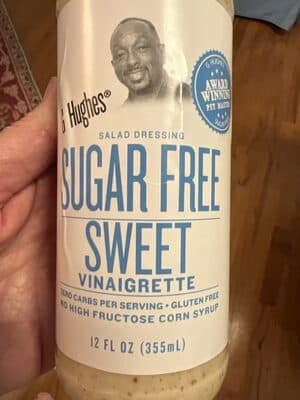 G Hughes®
G HUGHES
AWARD
WINNING
PIT MASTER
SALAD DRESSING
SUGAR FREE
SWEET
VINAIGRETTE
ZERO CARBS PER SERVING • GLUTEN FREE
NO HIGH FRUCTOSE CORN SYRUP
12 FL OZ (355mL)